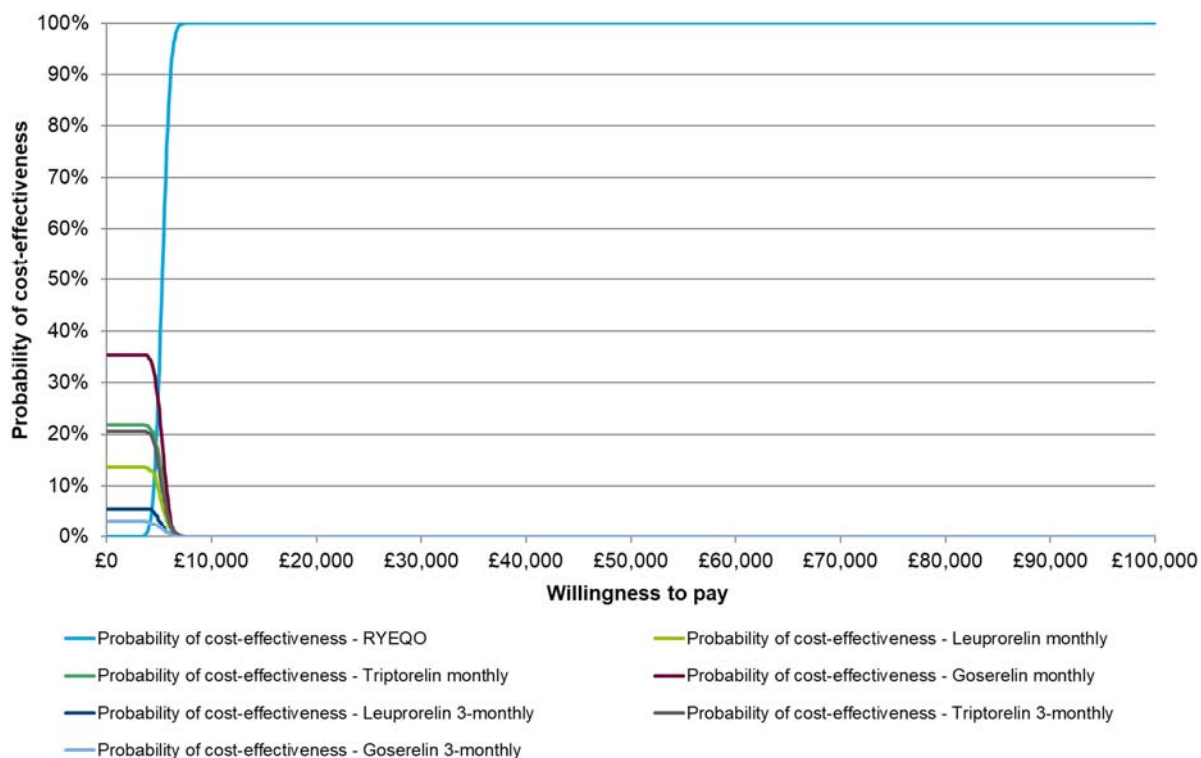 100%
90%
80%
70%
60%
50%
40%
30%
20%
10%
0%
Probability of cost-effectiveness
£0 £10,000 £20,000 £30,000 £40,000 £50,000 £60,000 £70,000 £80,000 £90,000 £100,000
Willingness to pay
Probability of cost-effectiveness - RYEQO
Probability of cost-effectiveness - Leuprorelin monthly
Probability of cost-effectiveness - Triptorelin monthly
Probability of cost-effectiveness - Goserelin monthly
Probability of cost-effectiveness - Leuprorelin 3-monthly
Probability of cost-effectiveness - Triptorelin 3-monthly
Probability of cost-effectiveness - Goserelin 3-monthly